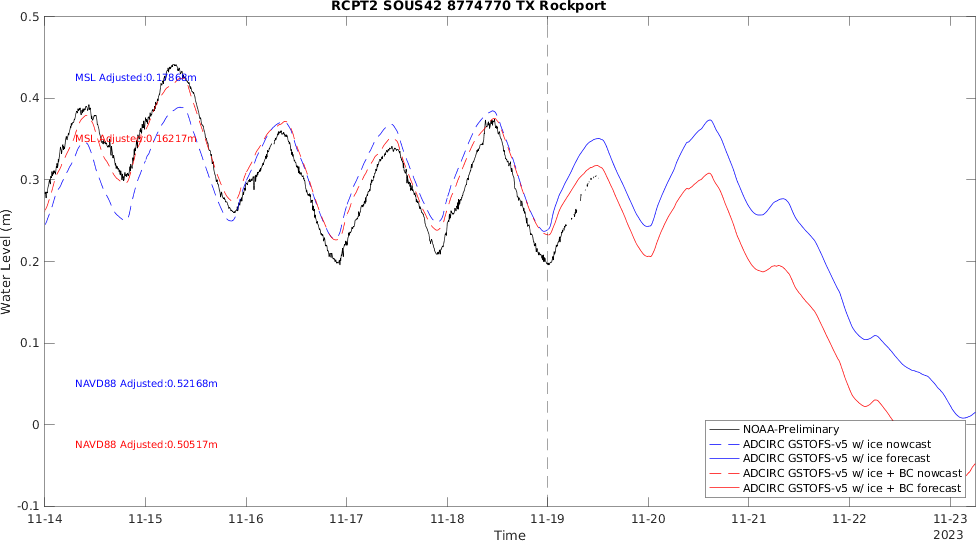 RCPT2 SOUS42 8774770 TX Rockport
0.5
0.4
0.3
0.2
0.1
0
-0.1
Water Level (m)
MSL Adjusted:0.17868m
MSL Adjusted:0.16217m
NAVD88 Adjusted:0.52168m
NAVD88 Adjusted:0.50517m
NOAA-Preliminary
ADCIRC GSTOFS-v5 w/ ice nowcast
ADCIRC GSTOFS-v5 w/ ice forecast
ADCIRC GSTOFS-v5 w/ ice + BC nowcast
ADCIRC GSTOFS-v5 w/ ice + BC forecast
11-14 11-15 11-16 11-17 11-18 11-19 11-20 11-21 11-22 11-23
Time
2023